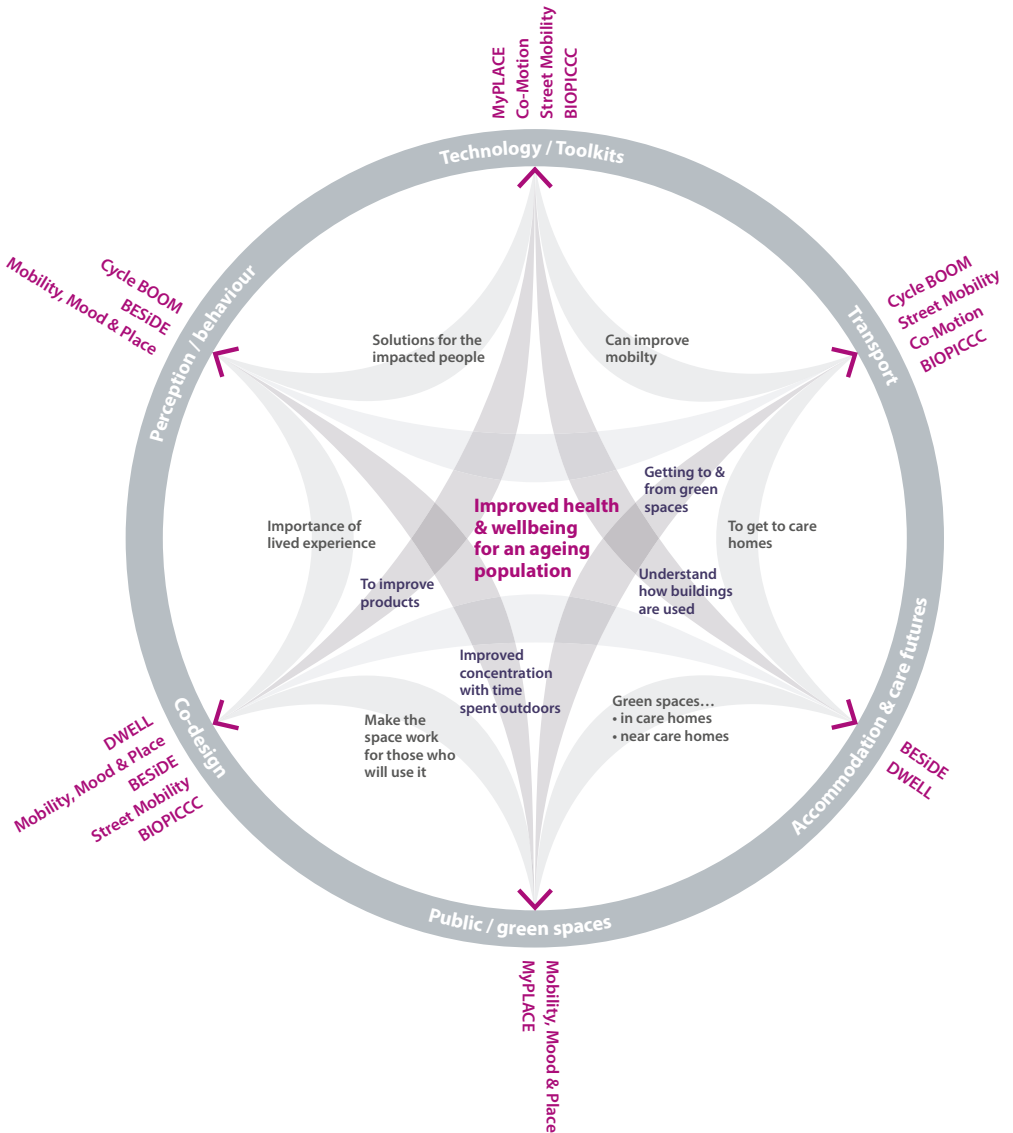 MyPLACE
Co-Motion
Street Mobility
BIOPICCC
Technology / Toolkits
Cycle BOOM
BESiDE
Mobility, Mood & Place
Perception / behaviour
Cycle BOOM
Street Mobility
Co-Motion
BIOPICCC
Transport
Solutions for the
impacted people
Can improve
mobilty
Getting to &
from green
spaces
Improved health
& wellbeing
for an ageing
population
Importance of
lived experience
To get to care
homes
To improve
products
Understand
how buildings
are used
Improved
concentration
with time
spent outdoors
Make the
space work
for those who
will use it
Green spaces…
• in care homes
• near care homes
Co-design
DWELL
Mobility, Mood & Place
BESiDE
Street Mobility
BIOPICCC
Accommodation & care futures
BESiDE
DWELL
Public / green spaces
Mobility, Mood & Place
MyPLACE